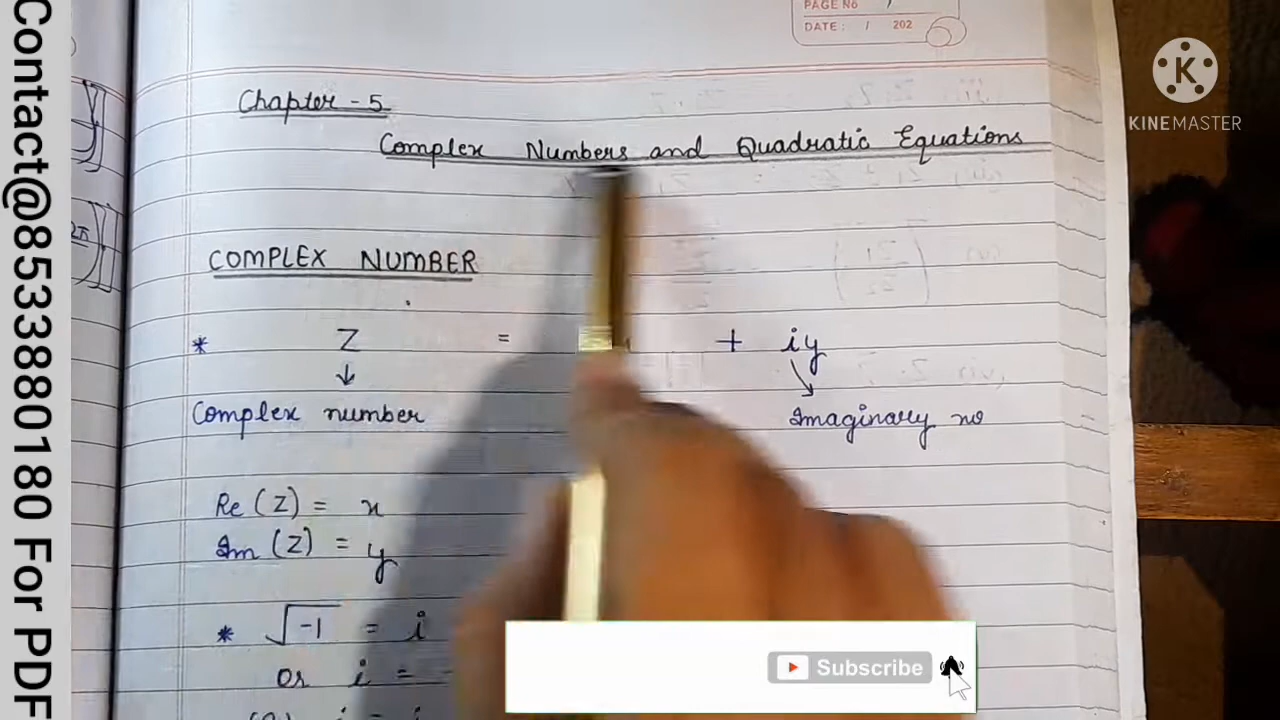 PAGE NO
DATE : / 202
Chapter - 5
Complex Numbers and Quadratic Equations
COMPLEX NUMBER
* Z = + iy
↓
Complex number Imaginary no
Re (Z) = x
Im (Z) = y
* √-1 = i
or i =
Contact@8533880180 For PDF
KINEMASTER
Subscribe